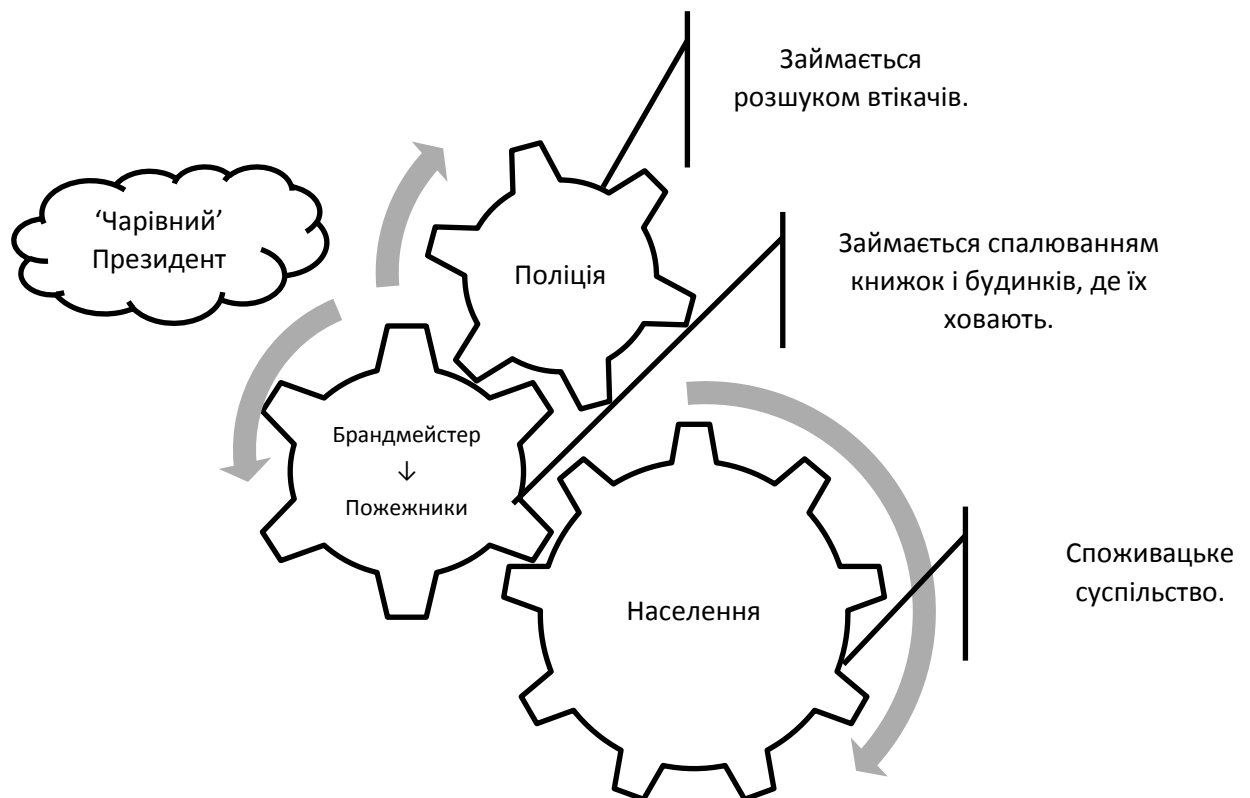 Займається
розшуком втікачів.
‘Чарівний’
Президент
Поліція
Займається спалюванням
книжок і будинків, де їх
ховають.
Брандмейстер
↓
Пожежники
Населення
Споживацьке
суспільство.